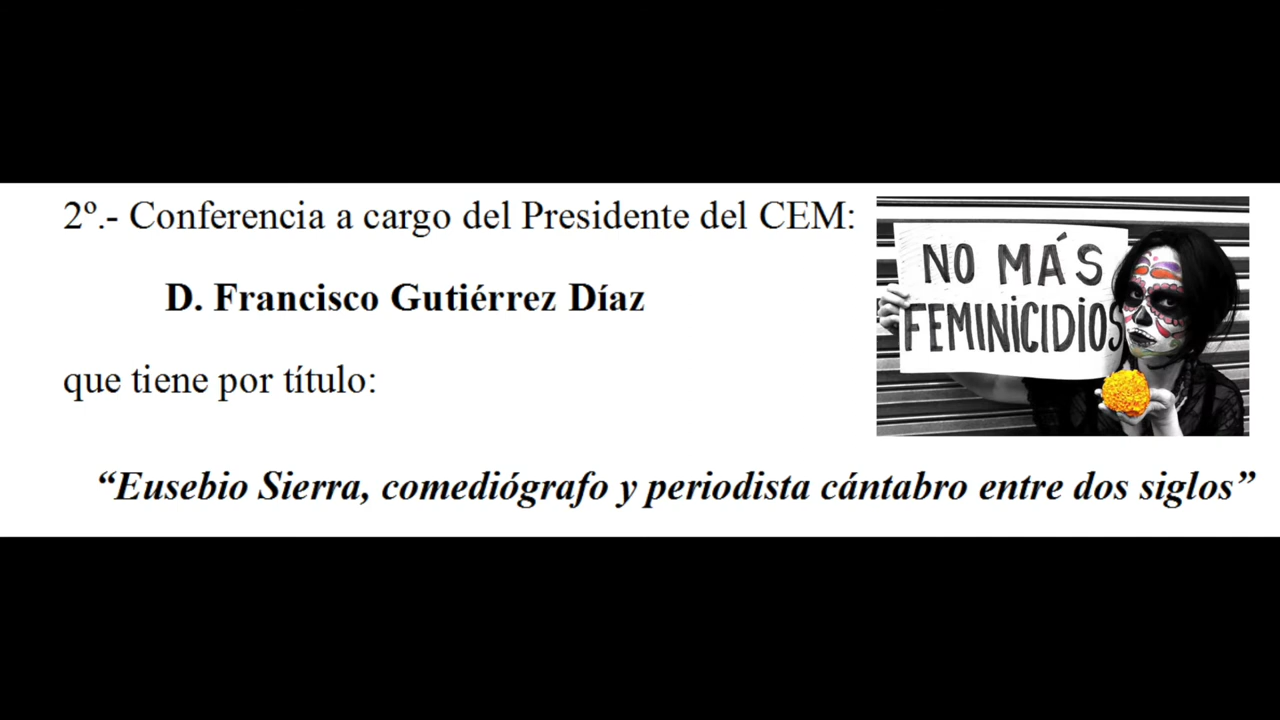 2º.- Conferencia a cargo del Presidente del CEM:
D. Francisco Gutiérrez Díaz
que tiene por título:
“Eusebio Sierra, comediógrafo y periodista cántabro entre dos siglos”
NO MÁS
FEMINICIDIOS